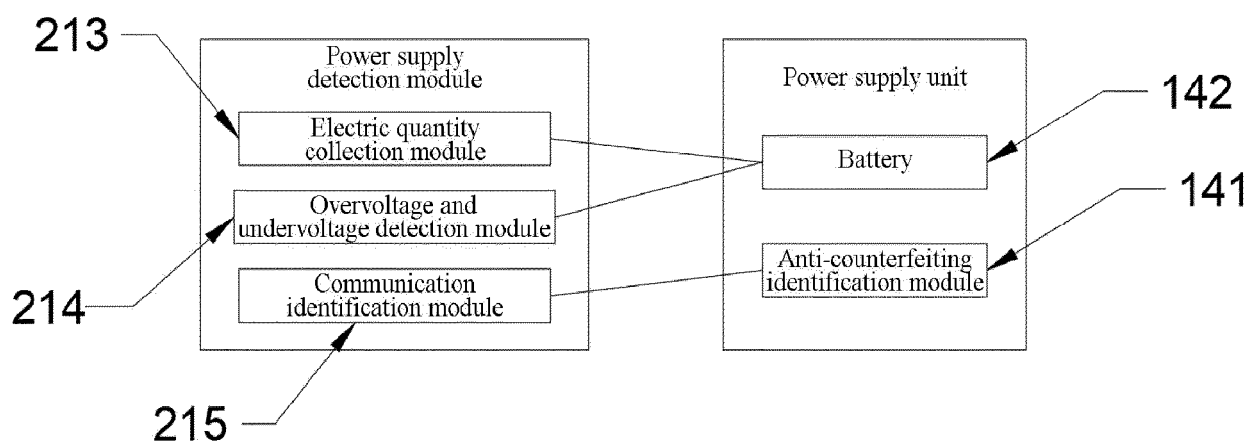 213
Power supply
detection module
Electric quantity
collection module
Overvoltage and
undervoltage detection module
Communication
identification module
214
215
Power supply unit
Battery
Anti-counterfeiting
identification module
142
141